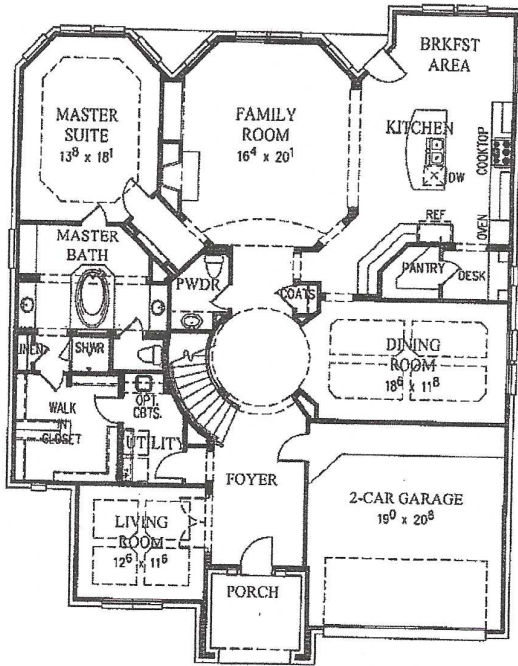 BRKFST
AREA
MASTER
SUITE
13⁸ x 18¹
FAMILY
ROOM
16⁴ x 20¹
KITCHEN
COOKTOP
DW
REF
OVEN
MASTER
BATH
PWDR
COATS
PANTRY
DESK
LINEN
SHWR
DINING
ROOM
18⁶ x 11⁸
WALK
IN
CLOSET
OPT.
CBTS.
UTILITY
FOYER
2-CAR GARAGE
19⁰ x 20⁸
LIVING
ROOM
12⁶ x 11⁶
PORCH